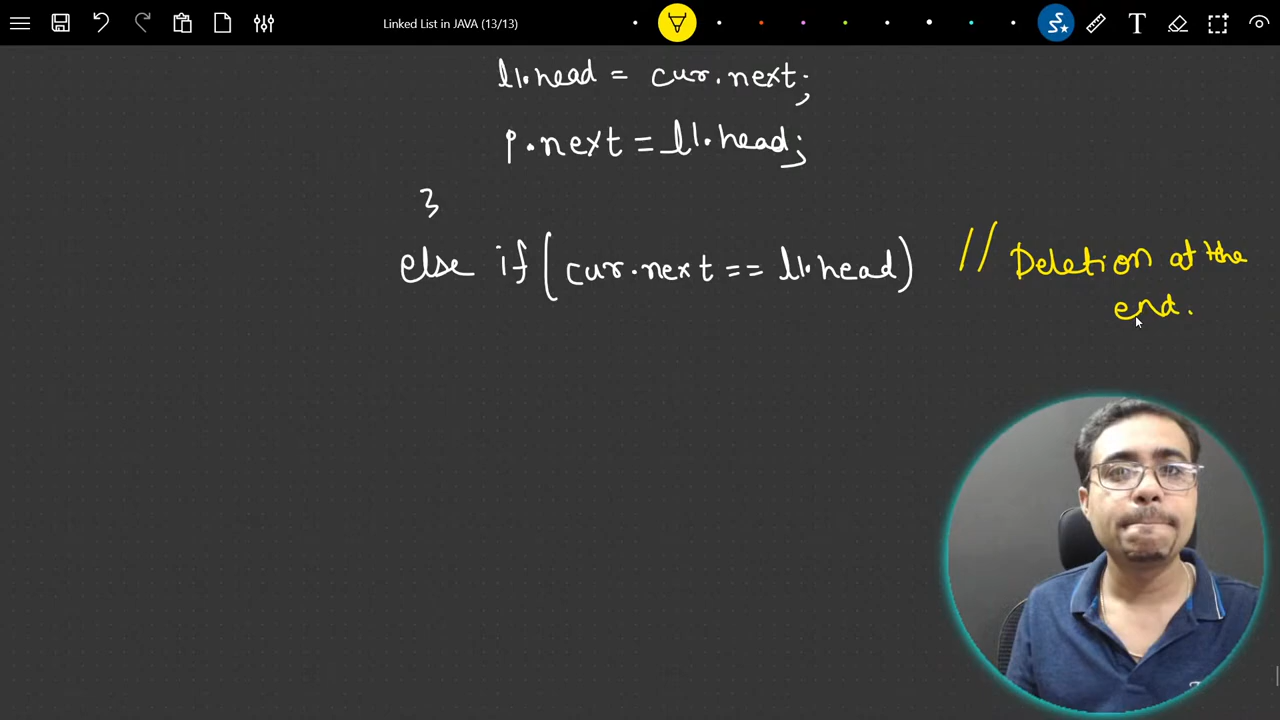 Linked List in JAVA (13/13)
T
ll.head = cur.next;
p.next = ll.head;
}
else if (cur.next == ll.head) // Deletion at the
end.